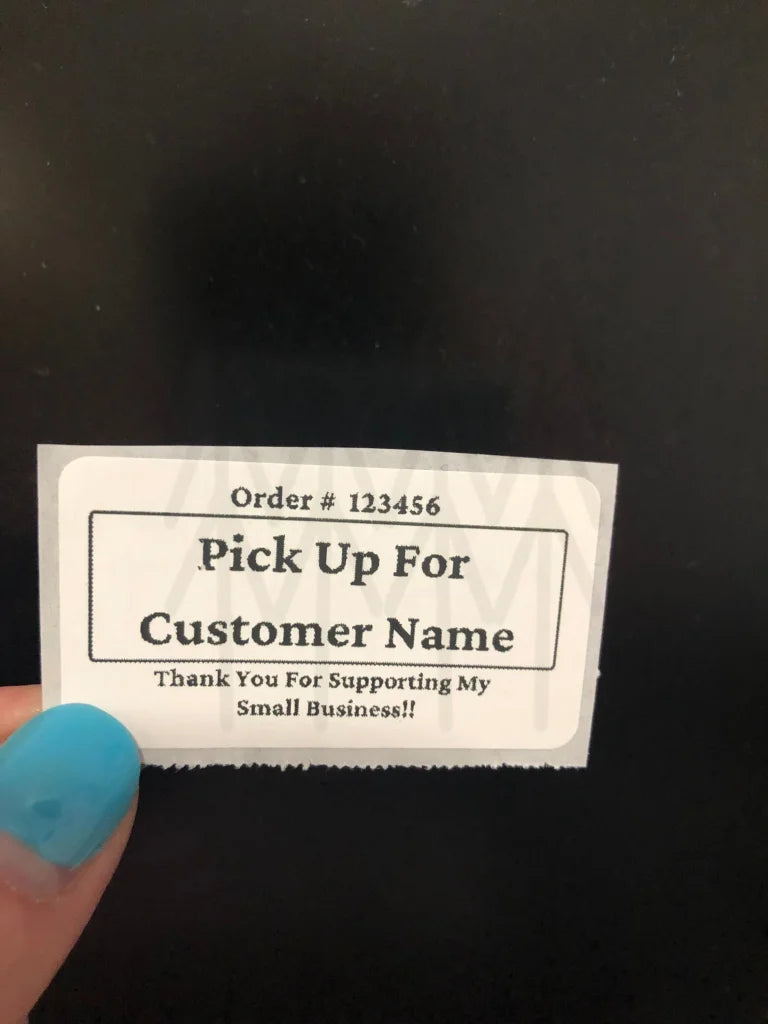 Order # 123456
Pick Up For
Customer Name
Thank You For Supporting My
Small Business!!